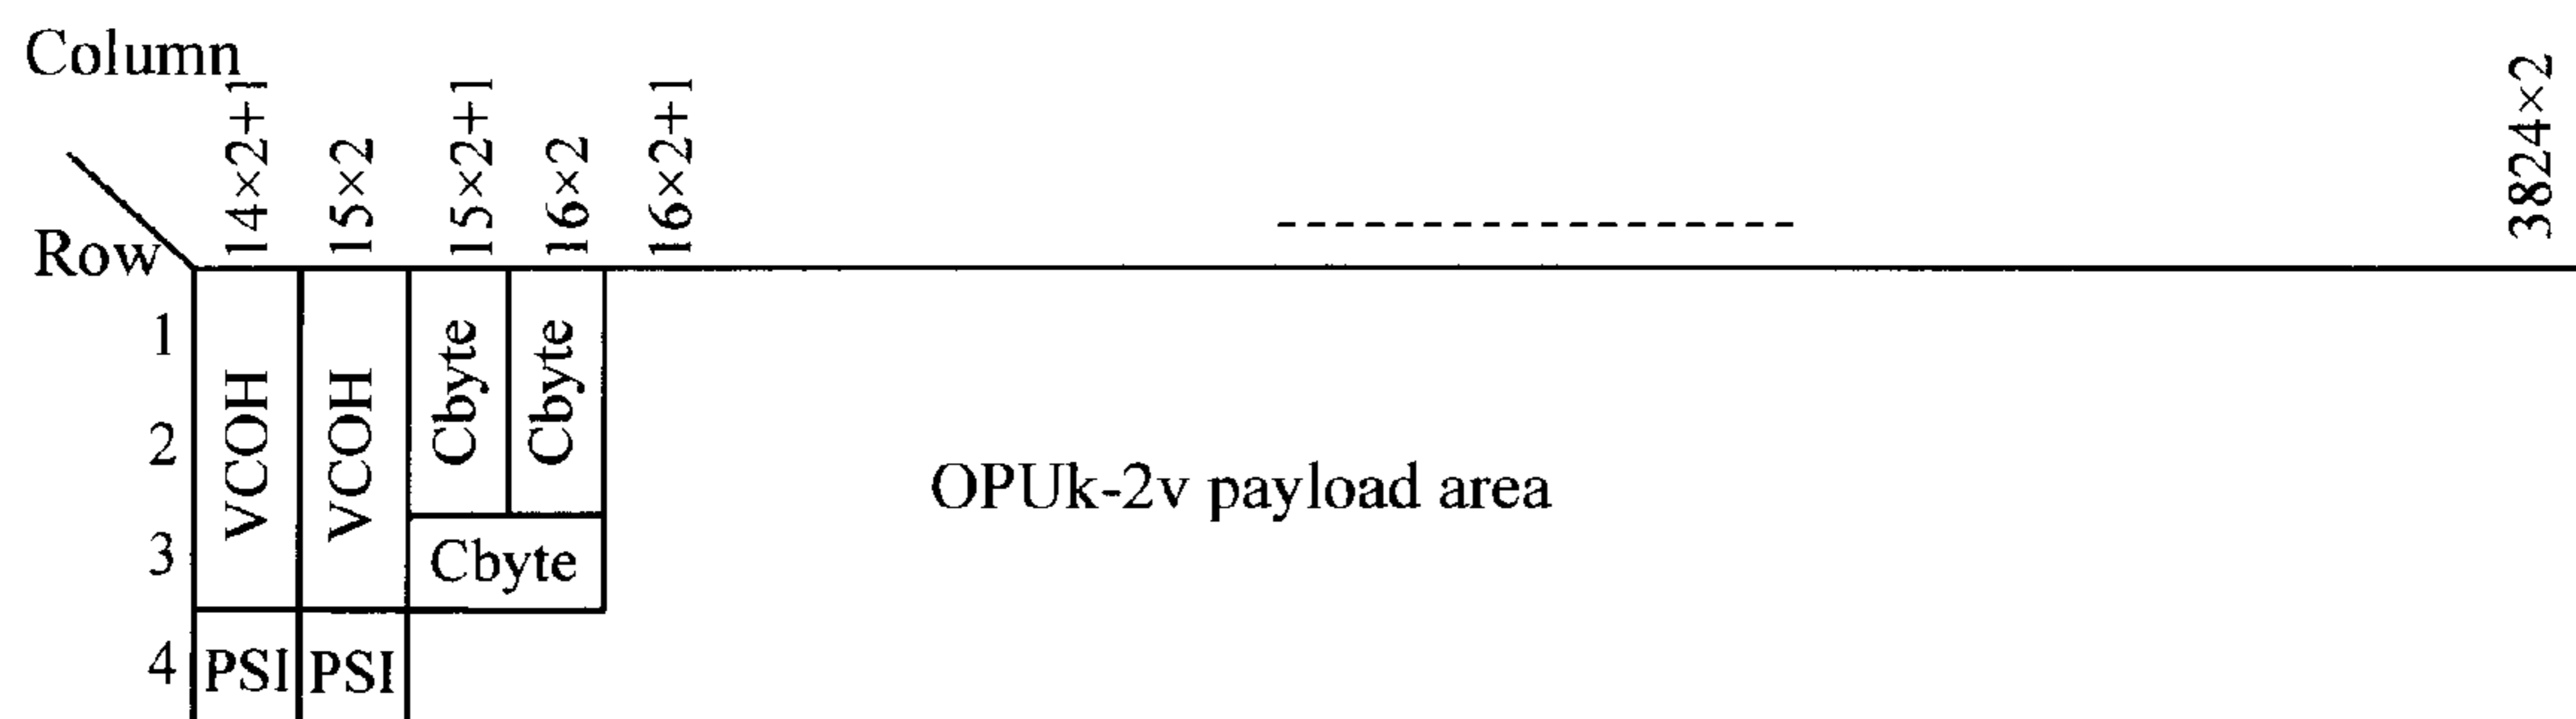 Column
14×2+1 15×2 15×2+1 16×2 16×2+1 3824×2
Row
1
2
3
4
VCOH VCOH Cbyte Cbyte
Cbyte
PSI PSI
OPUk-2v payload area